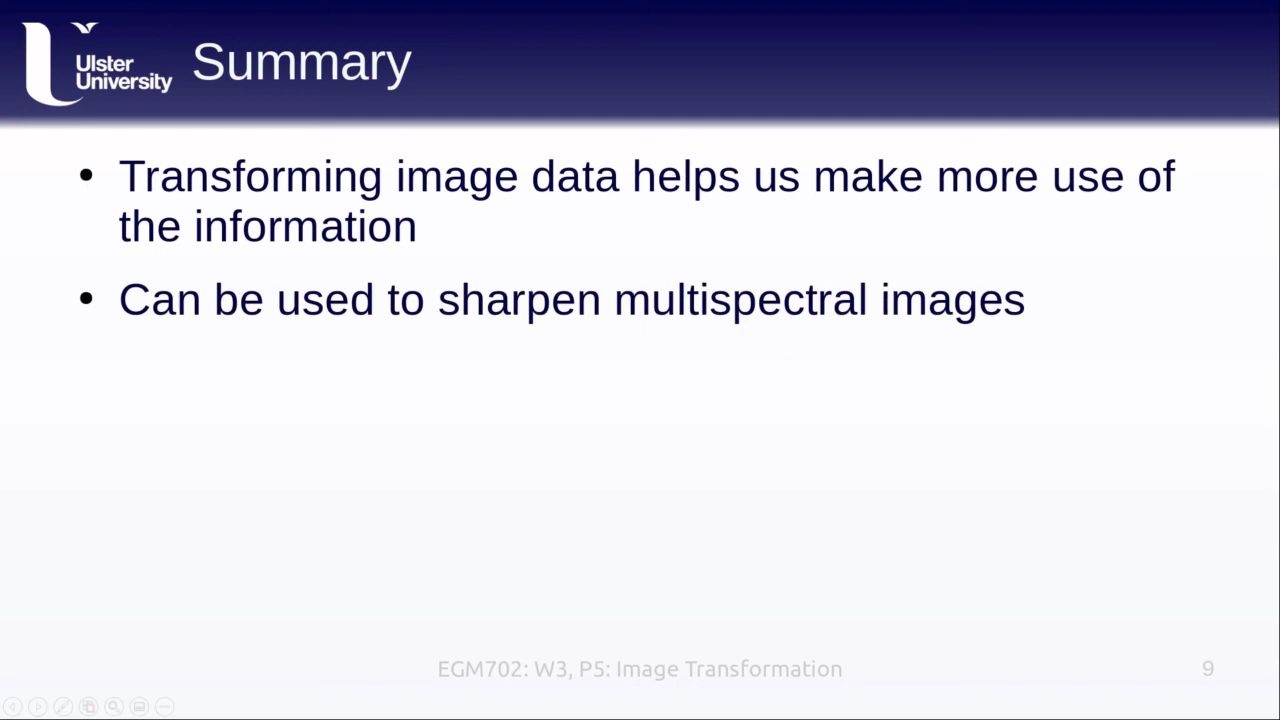 Ulster
University
Summary
• Transforming image data helps us make more use of
the information
• Can be used to sharpen multispectral images
EGM702: W3, P5: Image Transformation
9